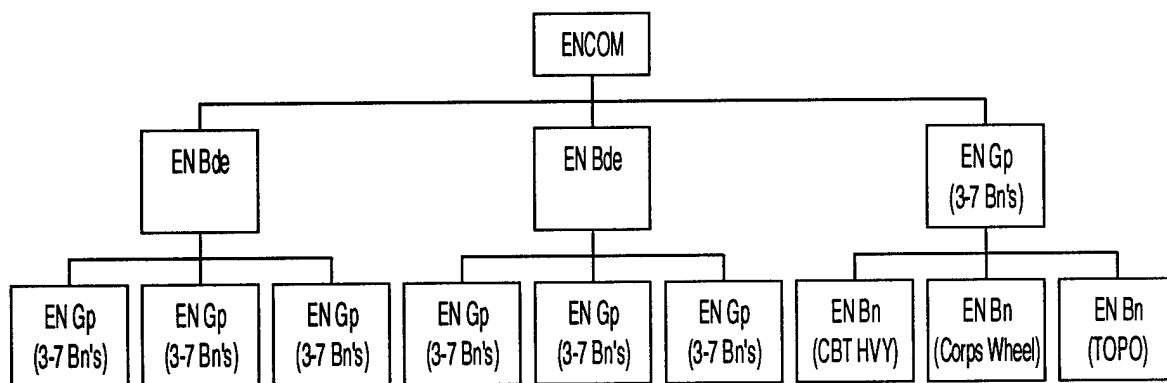 ENCOM
EN Bde
EN Bde
EN Gp
(3-7 Bn's)
EN Gp
(3-7 Bn's)
EN Gp
(3-7 Bn's)
EN Gp
(3-7 Bn's)
EN Gp
(3-7 Bn's)
EN Gp
(3-7 Bn's)
EN Gp
(3-7 Bn's)
EN Bn
(CBT HVY)
EN Bn
(Corps Wheel)
EN Bn
(TOPO)